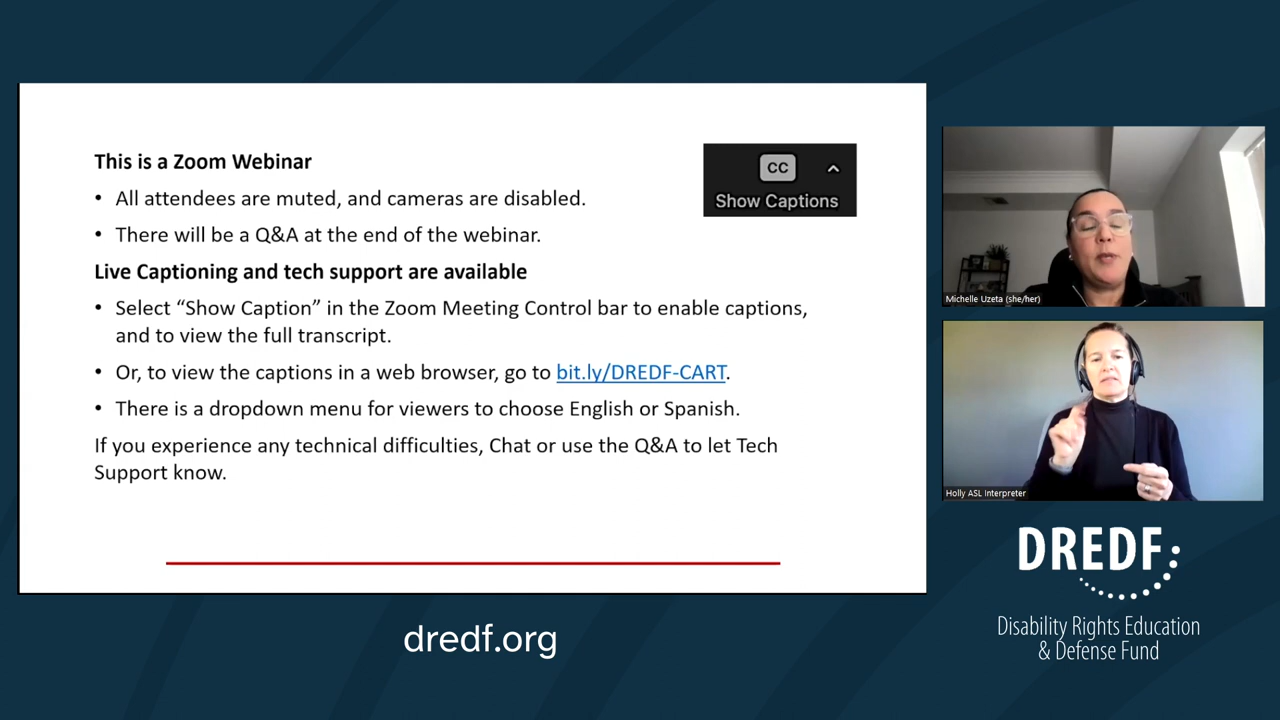 This is a Zoom Webinar
• All attendees are muted, and cameras are disabled.
• There will be a Q&A at the end of the webinar.
Live Captioning and tech support are available
• Select “Show Caption” in the Zoom Meeting Control bar to enable captions,
and to view the full transcript.
• Or, to view the captions in a web browser, go to bit.ly/DREDF-CART.
• There is a dropdown menu for viewers to choose English or Spanish.
If you experience any technical difficulties, Chat or use the Q&A to let Tech
Support know.
CC
Show Captions
Michelle Uzeta (she/her)
Holly ASL Interpreter
DREDF
Disability Rights Education
& Defense Fund
dredf.org